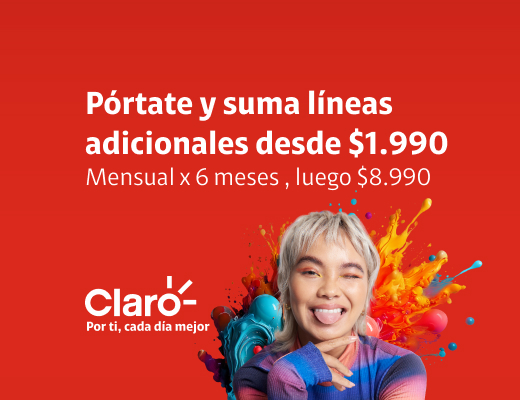 Pórtate y suma líneas
adicionales desde $1.990
Mensual x 6 meses , luego $8.990
Claro
Por ti, cada día mejor